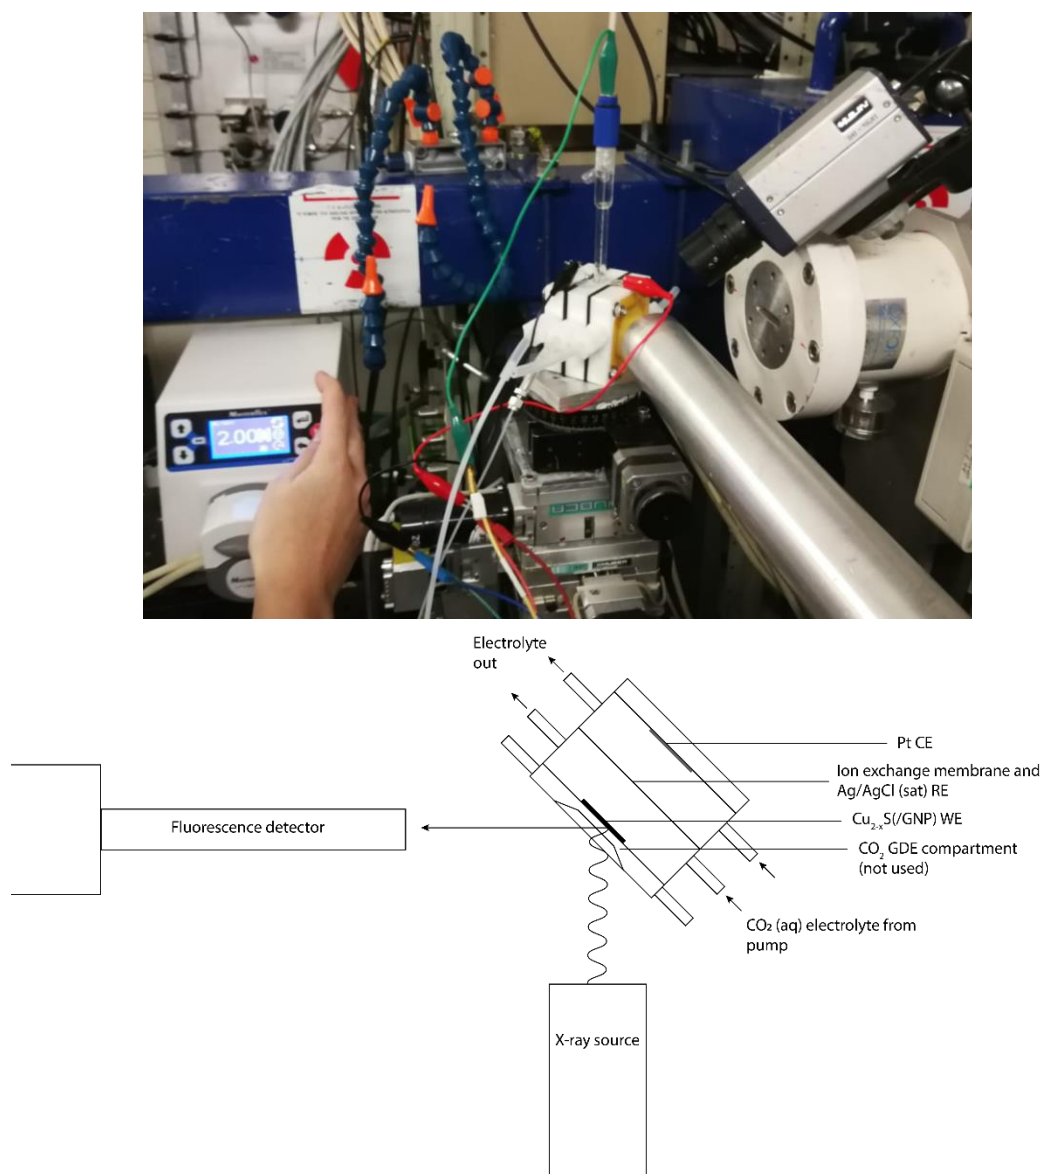 2.00
Electrolyte
out
Pt CE
Ion exchange membrane and
Ag/AgCl (sat) RE
Fluorescence detector
Cu₂₋ₓS(/GNP) WE
CO₂ GDE compartment
(not used)
CO₂ (aq) electrolyte from
pump
X-ray source